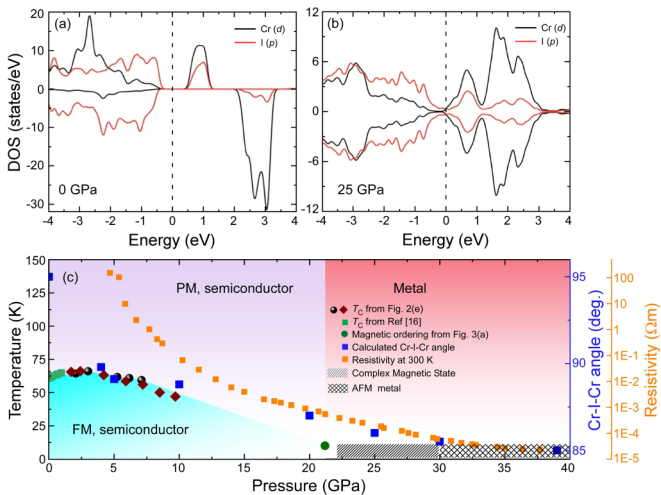 (a)
Cr (d)
I (p)
0 GPa
DOS (states/eV)
20
10
0
-10
-20
-30
-4 -3 -2 -1 0 1 2 3 4
Energy (eV)
(b)
Cr (d)
I (p)
25 GPa
12
6
0
-6
-12
-4 -3 -2 -1 0 1 2 3 4
Energy (eV)
(c)
PM, semiconductor
Metal
FM, semiconductor
TC from Fig. 2(e)
TC from Ref [16]
Magnetic ordering from Fig. 3(a)
Calculated Cr-I-Cr angle
Resistivity at 300 K
Complex Magnetic State
AFM metal
Temperature (K)
150
125
100
75
50
25
0
0 5 10 15 20 25 30 35 40
Pressure (GPa)
95
90
85
Cr-I-Cr angle (deg.)
100
10
1
1E-1
1E-2
1E-3
1E-4
1E-5
Resistivity (Ωm)